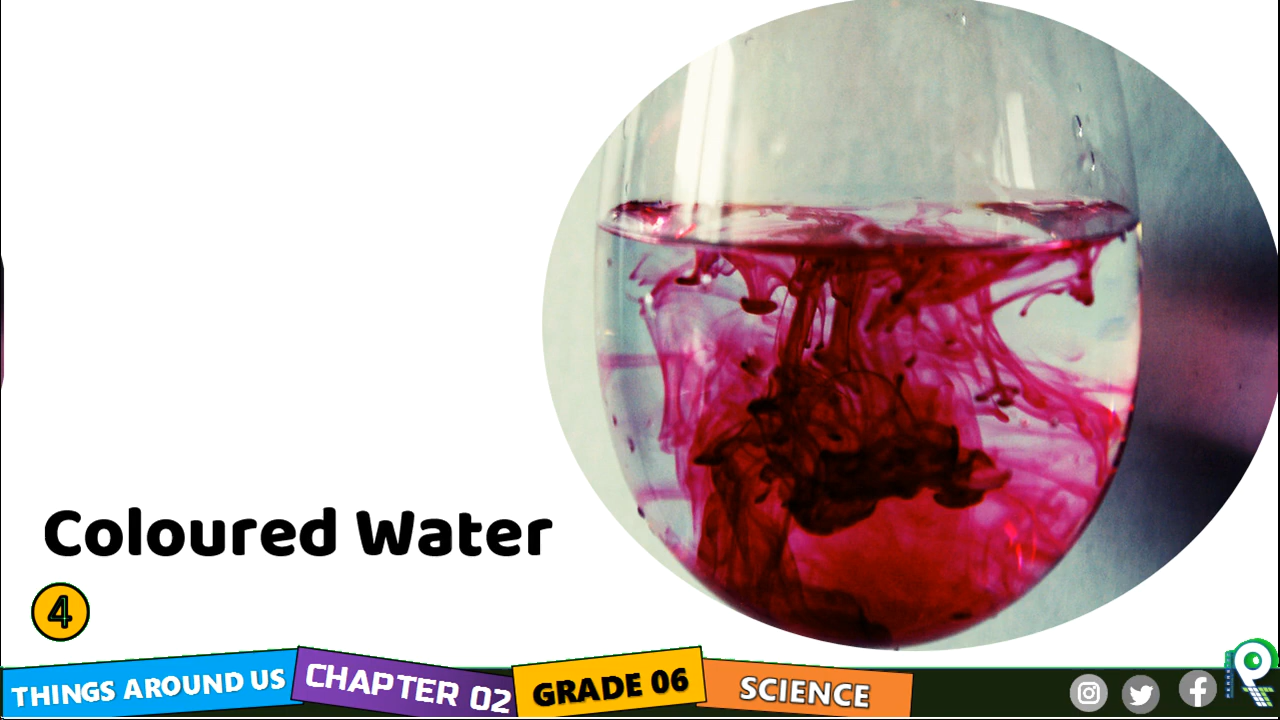 Coloured Water
4
THINGS AROUND US
CHAPTER 02
GRADE 06
SCIENCE